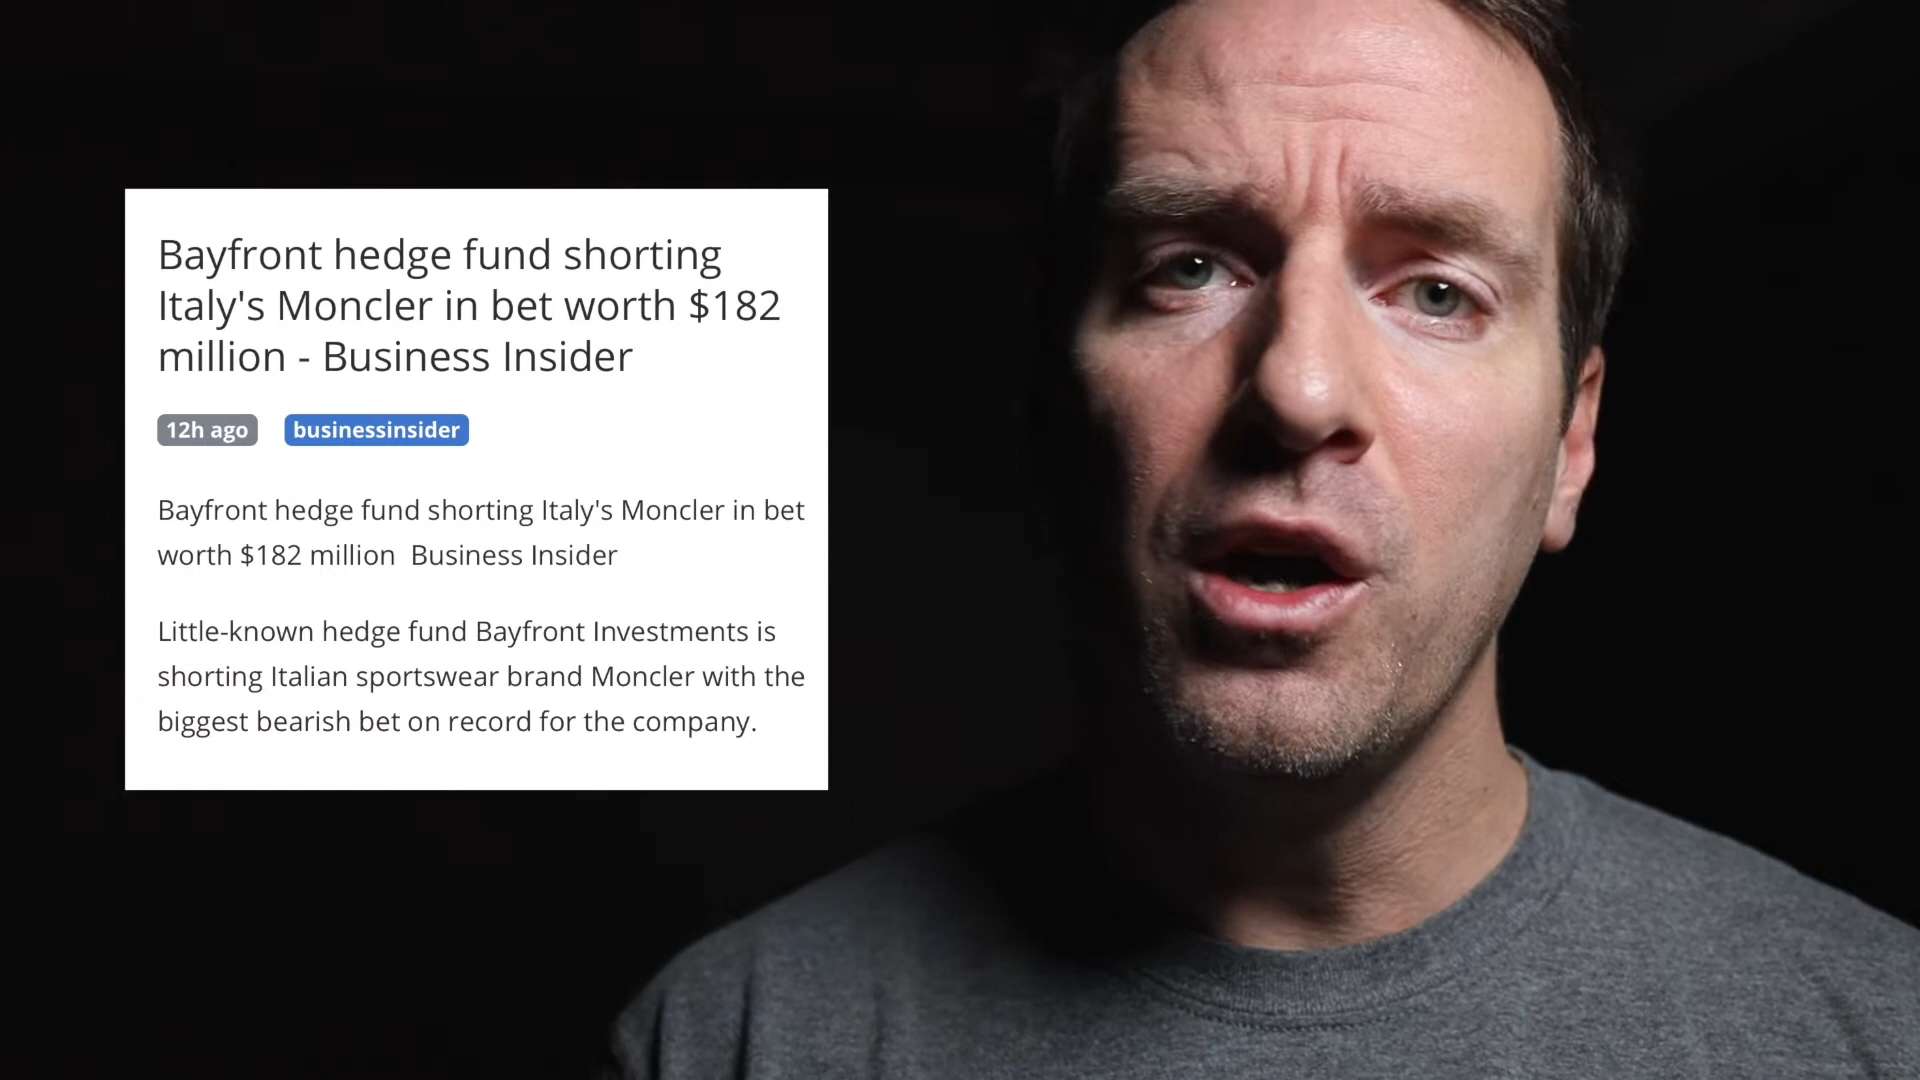 Bayfront hedge fund shorting
Italy's Moncler in bet worth $182
million - Business Insider
12h ago businessinsider
Bayfront hedge fund shorting Italy's Moncler in bet
worth $182 million Business Insider
Little-known hedge fund Bayfront Investments is
shorting Italian sportswear brand Moncler with the
biggest bearish bet on record for the company.